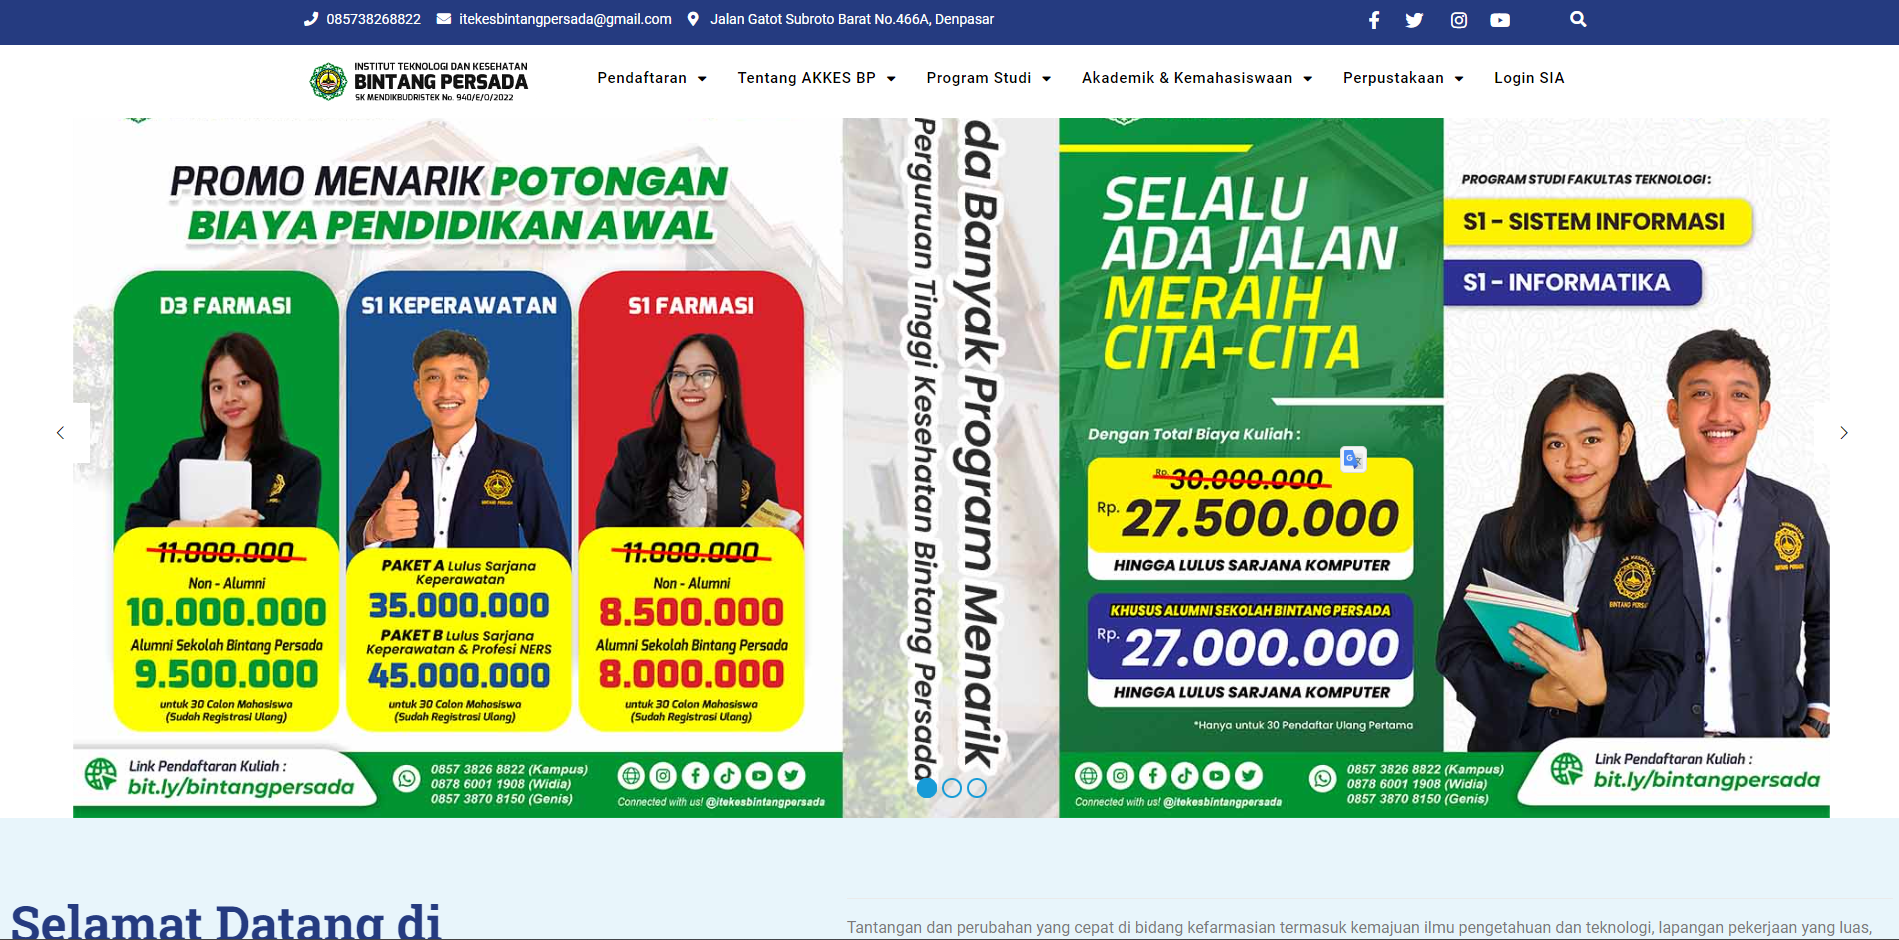 085738268822 itekesbintangpersada@gmail.com Jalan Gatot Subroto Barat No.466A, Denpasar
INSTITUT TEKNOLOGI DAN KESEHATAN
BINTANG PERSADA
SK MENDIKBUDRISTEK No. 940/E/O/2022
Pendaftaran Tentang AKKES BP Program Studi Akademik & Kemahasiswaan Perpustakaan Login SIA
PROMO MENARIK POTONGAN
BIAYA PENDIDIKAN AWAL
D3 FARMASI
11.000.000
Non - Alumni
10.000.000
Alumni Sekolah Bintang Persada
9.500.000
untuk 30 Calon Mahasiswa
(Sudah Registrasi Ulang)
S1 KEPERAWATAN
PAKET A Lulus Sarjana
Keperawatan
35.000.000
PAKET B Lulus Sarjana
Keperawatan & Profesi NERS
45.000.000
untuk 30 Calon Mahasiswa
(Sudah Registrasi Ulang)
S1 FARMASI
11.000.000
Non - Alumni
8.500.000
Alumni Sekolah Bintang Persada
8.000.000
untuk 30 Calon Mahasiswa
(Sudah Registrasi Ulang)
Link Pendaftaran Kuliah :
bit.ly/bintangpersada
0857 3826 8822 (Kampus)
0878 6001 1908 (Widia)
0857 3870 8150 (Genis)
Connected with us! @itekesbintangpersada
da Banyak Program Menarik
Perguruan Tinggi Kesehatan Bintang Persada
SELALU
ADA JALAN
MERAIH
CITA-CITA
Dengan Total Biaya Kuliah :
Rp. 30.000.000
Rp. 27.500.000
HINGGA LULUS SARJANA KOMPUTER
KHUSUS ALUMNI SEKOLAH BINTANG PERSADA
Rp. 27.000.000
HINGGA LULUS SARJANA KOMPUTER
*Hanya untuk 30 Pendaftar Ulang Pertama
PROGRAM STUDI FAKULTAS TEKNOLOGI :
S1 - SISTEM INFORMASI
S1 - INFORMATIKA
BINTANG PERSADA
Connected with us! @itekesbintangpersada
0857 3826 8822 (Kampus)
0878 6001 1908 (Widia)
0857 3870 8150 (Genis)
Link Pendaftaran Kuliah :
bit.ly/bintangpersada
Selamat Datang di
Tantangan dan perubahan yang cepat di bidang kefarmasian termasuk kemajuan ilmu pengetahuan dan teknologi, lapangan pekerjaan yang luas,